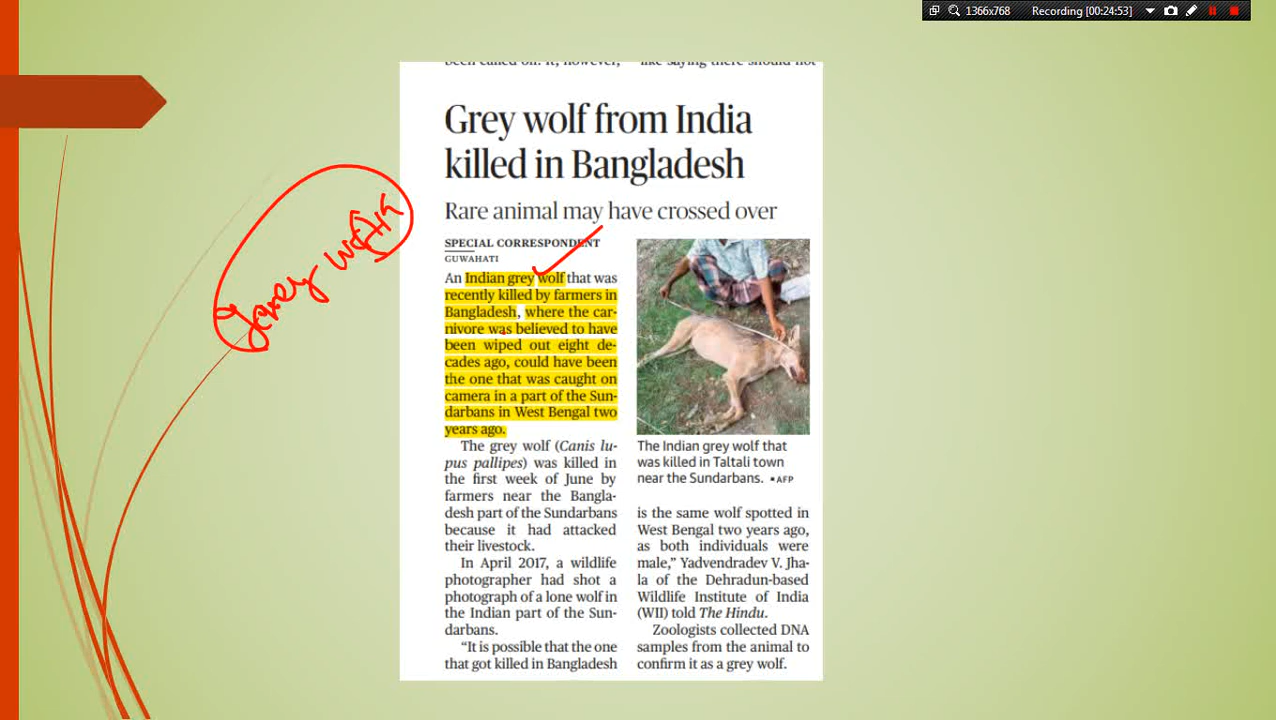 1366x768 Recording [00:24:53]
Grey wolf from India
killed in Bangladesh
Rare animal may have crossed over
SPECIAL CORRESPONDENT
GUWAHATI
An Indian grey wolf that was
recently killed by farmers in
Bangladesh, where the car-
nivore was believed to have
been wiped out eight de-
cades ago, could have been
the one that was caught on
camera in a part of the Sun-
darbans in West Bengal two
years ago.
The grey wolf (Canis lu-
pus pallipes) was killed in
the first week of June by
farmers near the Bangla-
desh part of the Sundarbans
because it had attacked
their livestock.
In April 2017, a wildlife
photographer had shot a
photograph of a lone wolf in
the Indian part of the Sun-
darbans.
“It is possible that the one
that got killed in Bangladesh
The Indian grey wolf that
was killed in Taltali town
near the Sundarbans. ▪AFP
is the same wolf spotted in
West Bengal two years ago,
as both individuals were
male,” Yadvendradev V. Jha-
la of the Dehradun-based
Wildlife Institute of India
(WII) told The Hindu.
Zoologists collected DNA
samples from the animal to
confirm it as a grey wolf.